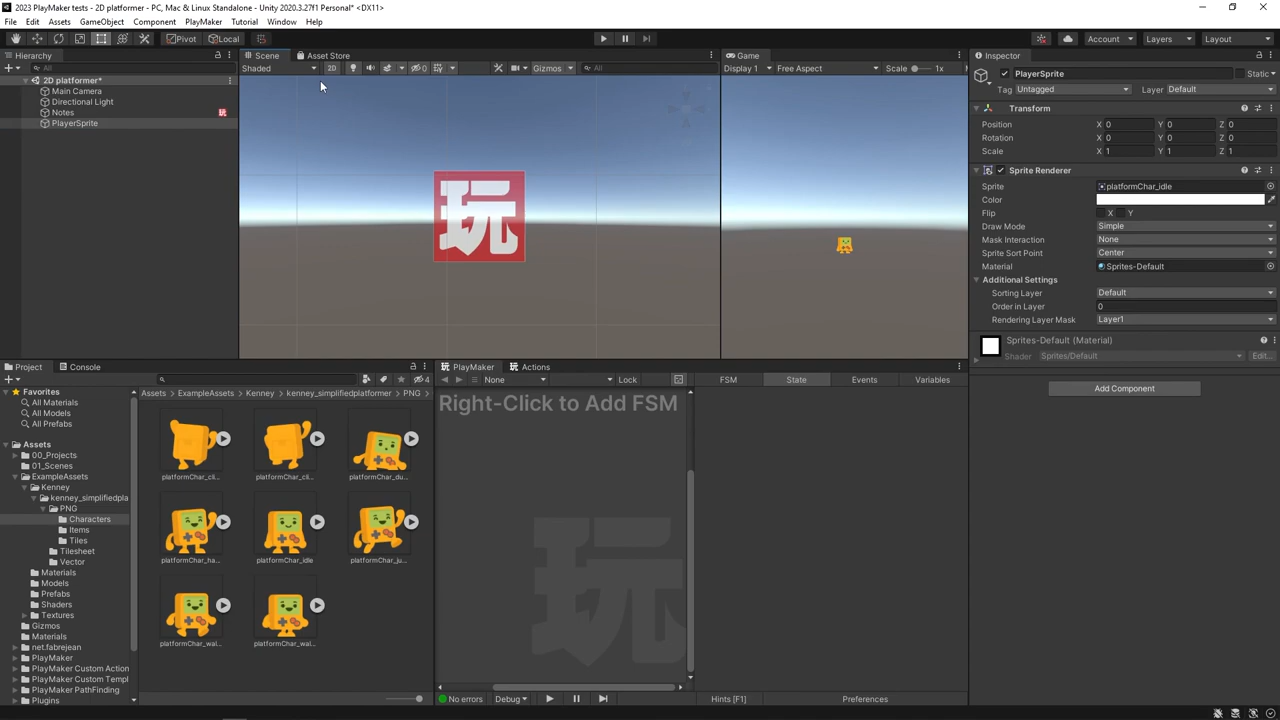 2023 PlayMaker tests - 2D platformer - PC, Mac & Linux Standalone - Unity 2020.3.27f1 Personal* <DX11>
File Edit Assets GameObject Component PlayMaker Tutorial Window Help
Pivot Local Account Layers Layout
Hierarchy
All
2D platformer*
Main Camera
Directional Light
Notes
玩
PlayerSprite
Scene Asset Store
Shaded 2D 0 Gizmos All
玩
Game
Display 1 Free Aspect Scale 1x
Inspector
PlayerSprite Static
Tag Untagged Layer Default
Transform
Position X 0 Y 0 Z 0
Rotation X 0 Y 0 Z 0
Scale X 1 Y 1 Z 1
Sprite Renderer
Sprite platformChar_idle
Color
Flip X Y
Draw Mode Simple
Mask Interaction None
Sprite Sort Point Center
Material Sprites-Default
Additional Settings
Sorting Layer Default
Order in Layer 0
Rendering Layer Mask Layer1
Sprites-Default (Material)
Shader Sprites/Default Edit...
Add Component
Project Console
4
Favorites
All Materials
All Models
All Prefabs
Assets
00_Projects
01_Scenes
ExampleAssets
Kenney
kenney_simplifiedpla
PNG
Characters
Items
Tiles
Tilesheet
Vector
Materials
Models
Prefabs
Shaders
Textures
Gizmos
Materials
net.fabrejean
PlayMaker
PlayMaker Custom Action
PlayMaker Custom Templ
PlayMaker PathFinding
Plugins
Assets > ExampleAssets > Kenney > kenney_simplifiedplatformer > PNG >
platformChar_cli... platformChar_cli... platformChar_du...
platformChar_ha... platformChar_idle platformChar_ju...
platformChar_wal... platformChar_wal...
PlayMaker Actions
None Lock
FSM State Events Variables
Right-Click to Add FSM
玩
No errors Debug Hints [F1] Preferences